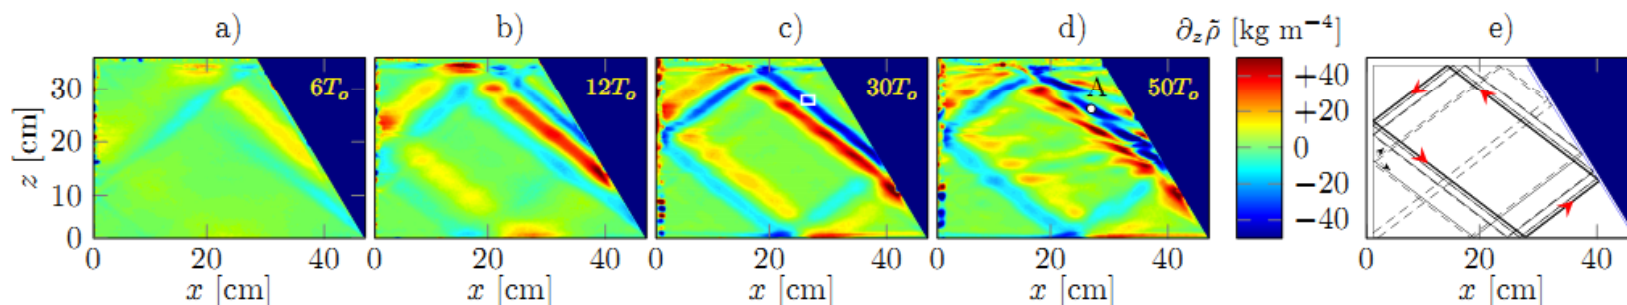 a) b) c) d) ∂_z ρ̃ [kg m⁻⁴] e)
z [cm]
30
20
10
0
6T_o
12T_o
30T_o
A
50T_o
+40
+20
0
−20
−40
0 20 40
0 20 40
0 20 40
0 20 40
0 20 40
x [cm]
x [cm]
x [cm]
x [cm]
x [cm]